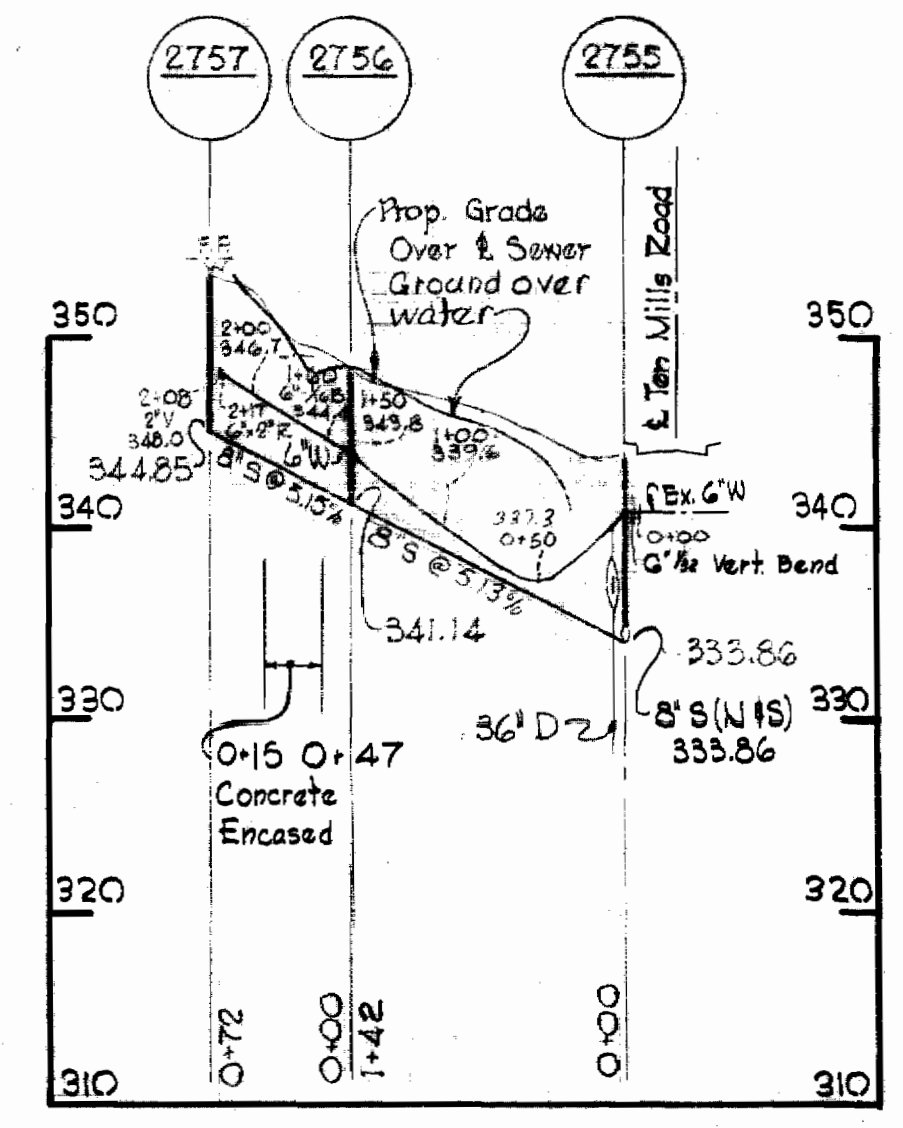 2757
2756
2755
Prop. Grade
Over ℄ Sewer
Ground over
water
℄ Ten Mills Road
350
350
2+00
346.7
2+08
2"V
348.0
2+17
6"x2"R
344.85
8"S @ 5.15%
6"W
1+50
343.8
1+00
339.6
337.3
0+50
8"S @ 5.13%
341.14
Ex. 6"W
0+00
6" 1/32 Vert. Bend
340
340
333.86
8"S (N&S)
333.86
36" D
330
330
0+15 0+47
Concrete
Encased
320
320
0+72
0+00
1+42
0+00
310
310